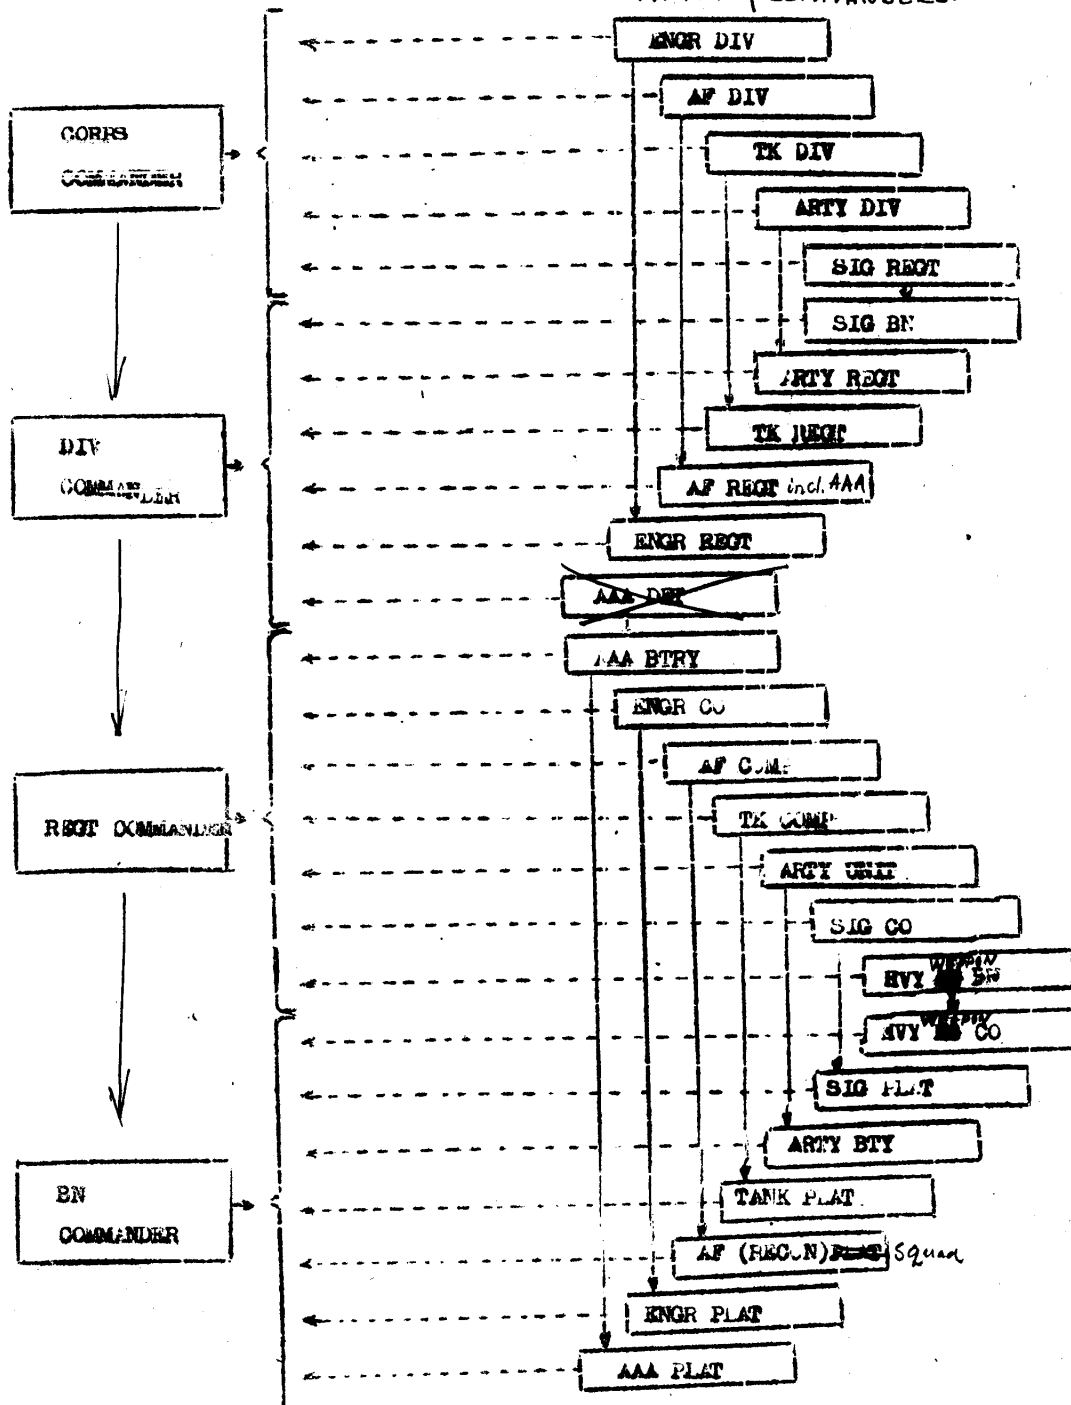 ENGR DIV
AF DIV
CORPS
COMMANDER
TK DIV
ARTY DIV
SIG REGT
SIG BN
ARTY REGT
TK REGT
DIV
COMMANDER
AF REGT incl. AAA
ENGR REGT
AAA DET
AAA BTRY
ENGR CO
AF COMP
TK COMP
REGT COMMANDER
ARTY UNIT
SIG CO
HVY WEAPON BN
HVY WEAPON CO
SIG PLAT
ARTY BTY
BN
COMMANDER
TANK PLAT
AF (RECON) PLAT Squad
ENGR PLAT
AAA PLAT